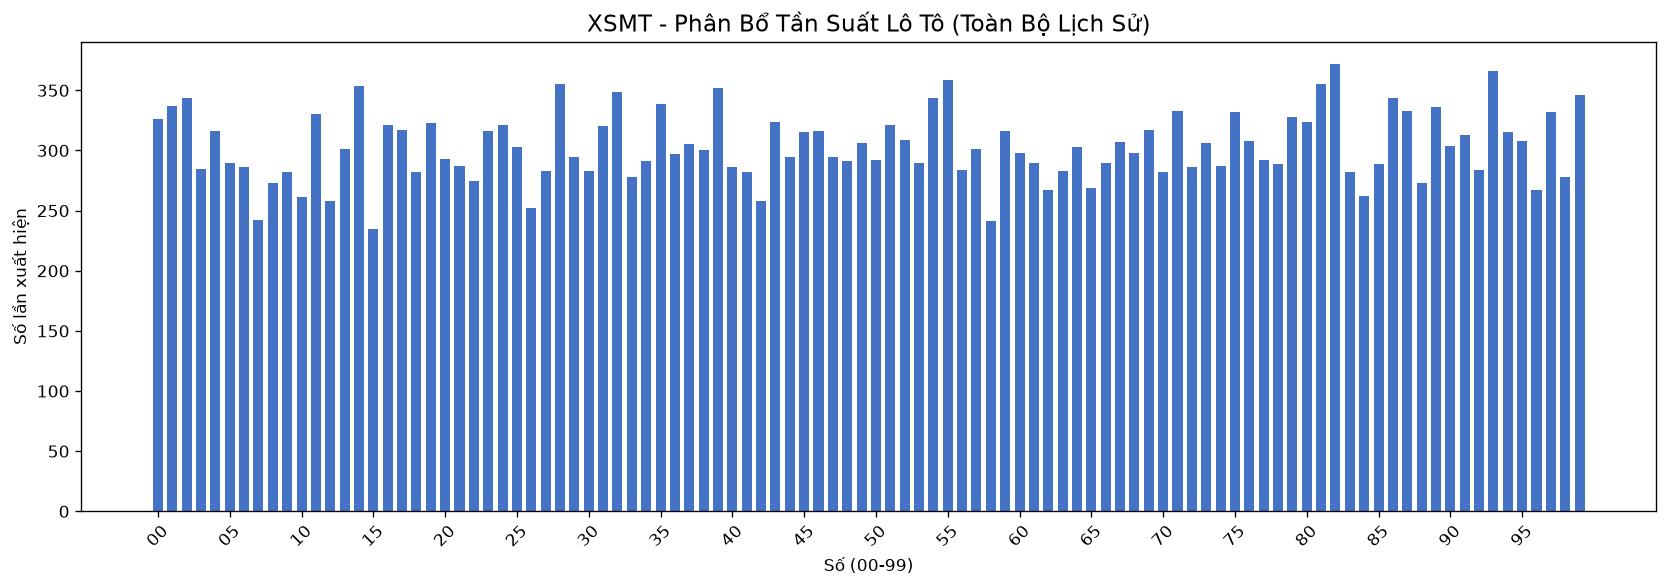 XSMT - Phân Bổ Tần Suất Lô Tô (Toàn Bộ Lịch Sử)
Số lần xuất hiện
350
300
250
200
150
100
50
0
00 05 10 15 20 25 30 35 40 45 50 55 60 65 70 75 80 85 90 95
Số (00-99)